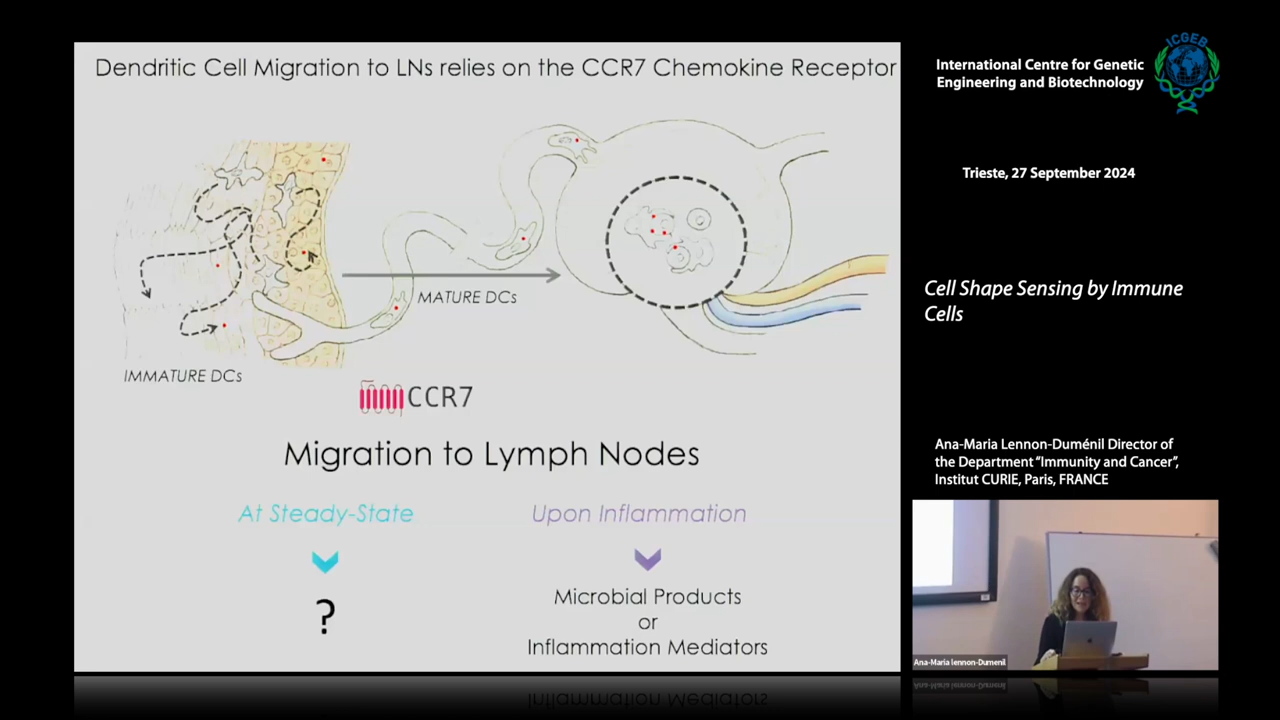 Dendritic Cell Migration to LNs relies on the CCR7 Chemokine Receptor
IMMATURE DCs
MATURE DCs
CCR7
Migration to Lymph Nodes
At Steady-State
?
Upon Inflammation
Microbial Products
or
Inflammation Mediators
International Centre for Genetic
Engineering and Biotechnology
ICGEB
Trieste, 27 September 2024
Cell Shape Sensing by Immune
Cells
Ana-Maria Lennon-Duménil Director of
the Department “Immunity and Cancer”,
Institut CURIE, Paris, FRANCE
Ana-Maria lennon-Dumenil